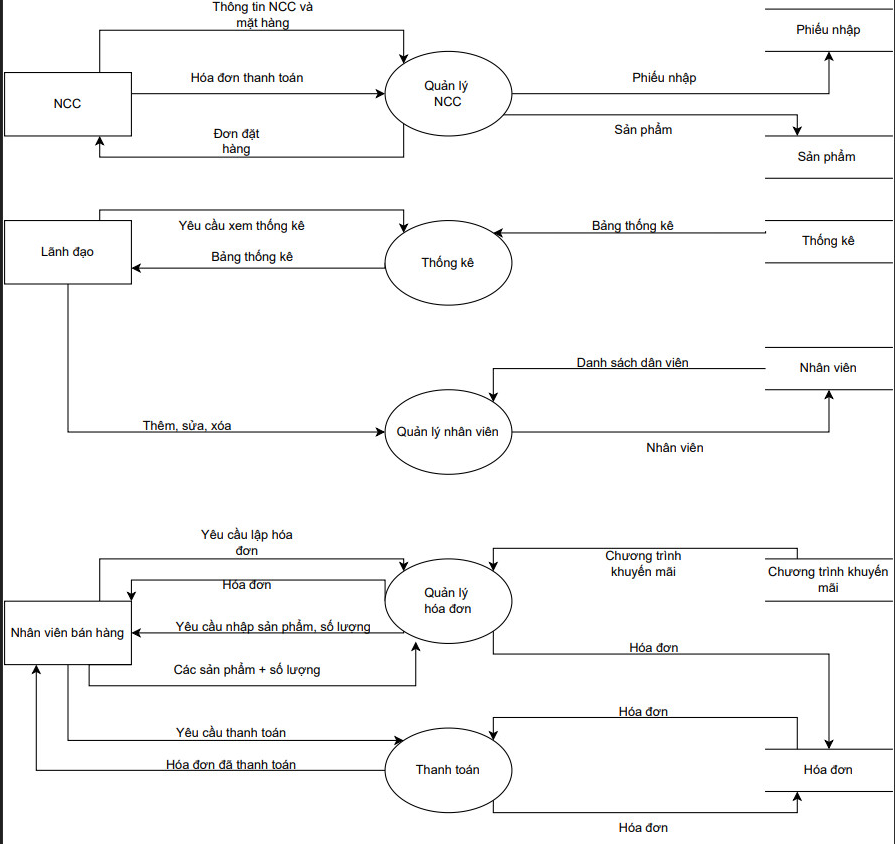 Thông tin NCC và
mặt hàng
Phiếu nhập
Hóa đơn thanh toán
Quản lý
NCC
Phiếu nhập
NCC
Đơn đặt
hàng
Sản phẩm
Sản phẩm
Yêu cầu xem thống kê
Bảng thống kê
Thống kê
Lãnh đạo
Bảng thống kê
Thống kê
Danh sách dân viên
Nhân viên
Thêm, sửa, xóa
Quản lý nhân viên
Nhân viên
Yêu cầu lập hóa
đơn
Chương trình
khuyến mãi
Chương trình khuyến
mãi
Hóa đơn
Quản lý
hóa đơn
Nhân viên bán hàng
Yêu cầu nhập sản phẩm, số lượng
Hóa đơn
Các sản phẩm + số lượng
Hóa đơn
Yêu cầu thanh toán
Hóa đơn đã thanh toán
Thanh toán
Hóa đơn
Hóa đơn